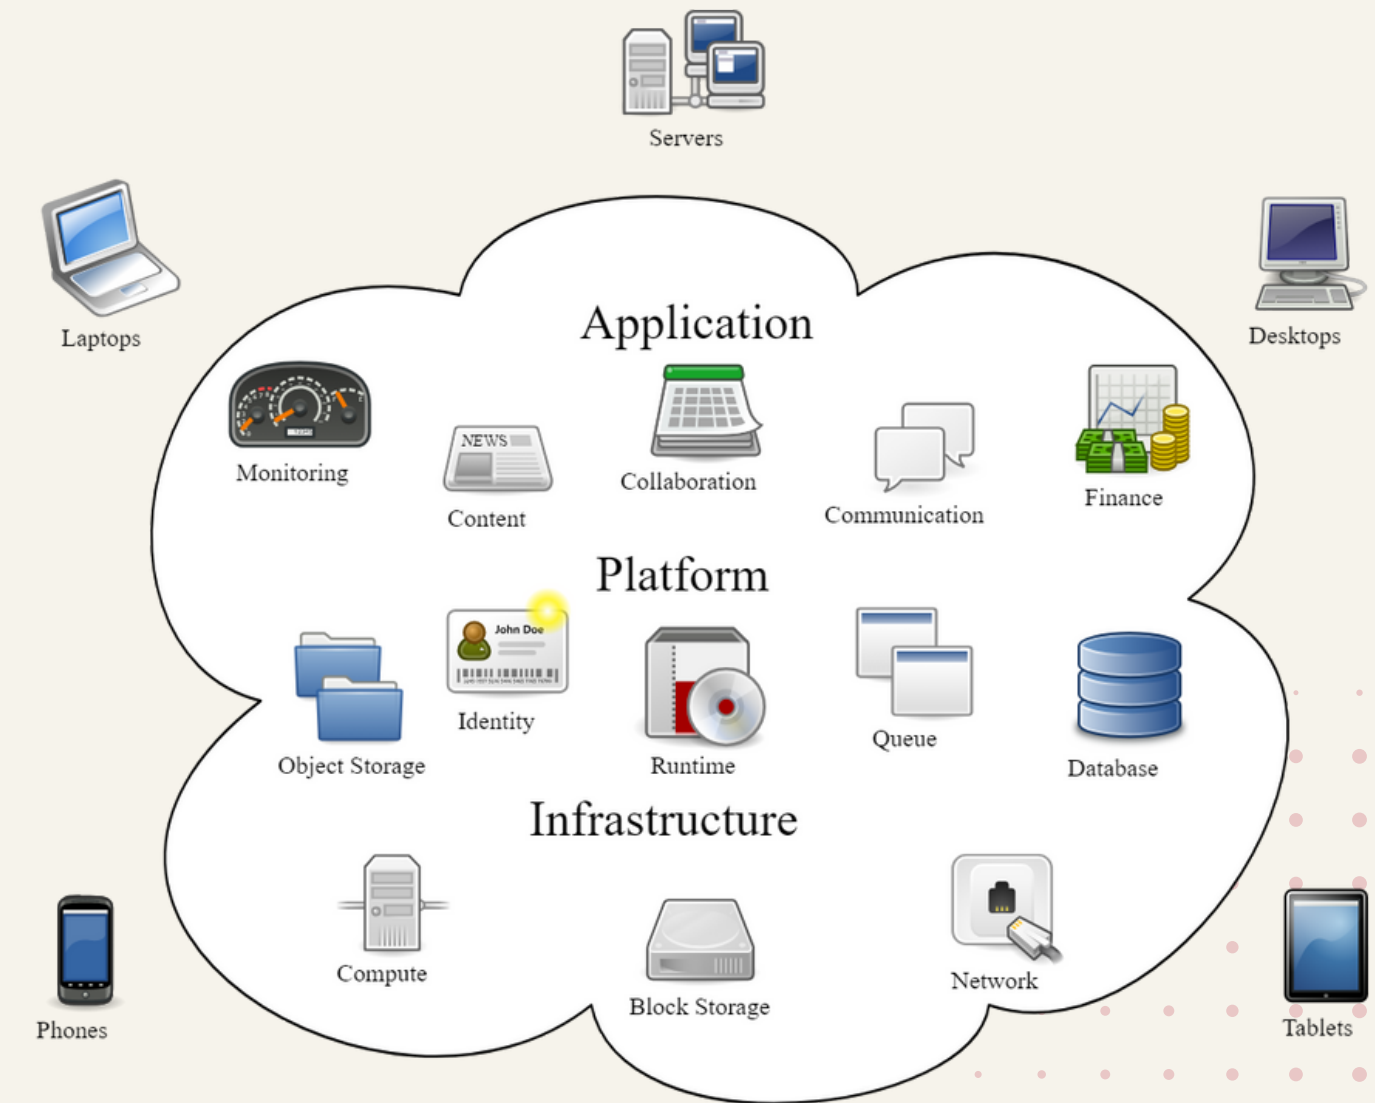 Servers
Laptops
Desktops
Application
Monitoring
NEWS
Content
Collaboration
Communication
Finance
Platform
John Doe
Object Storage
Identity
Runtime
Queue
Database
Infrastructure
Compute
Block Storage
Network
Phones
Tablets